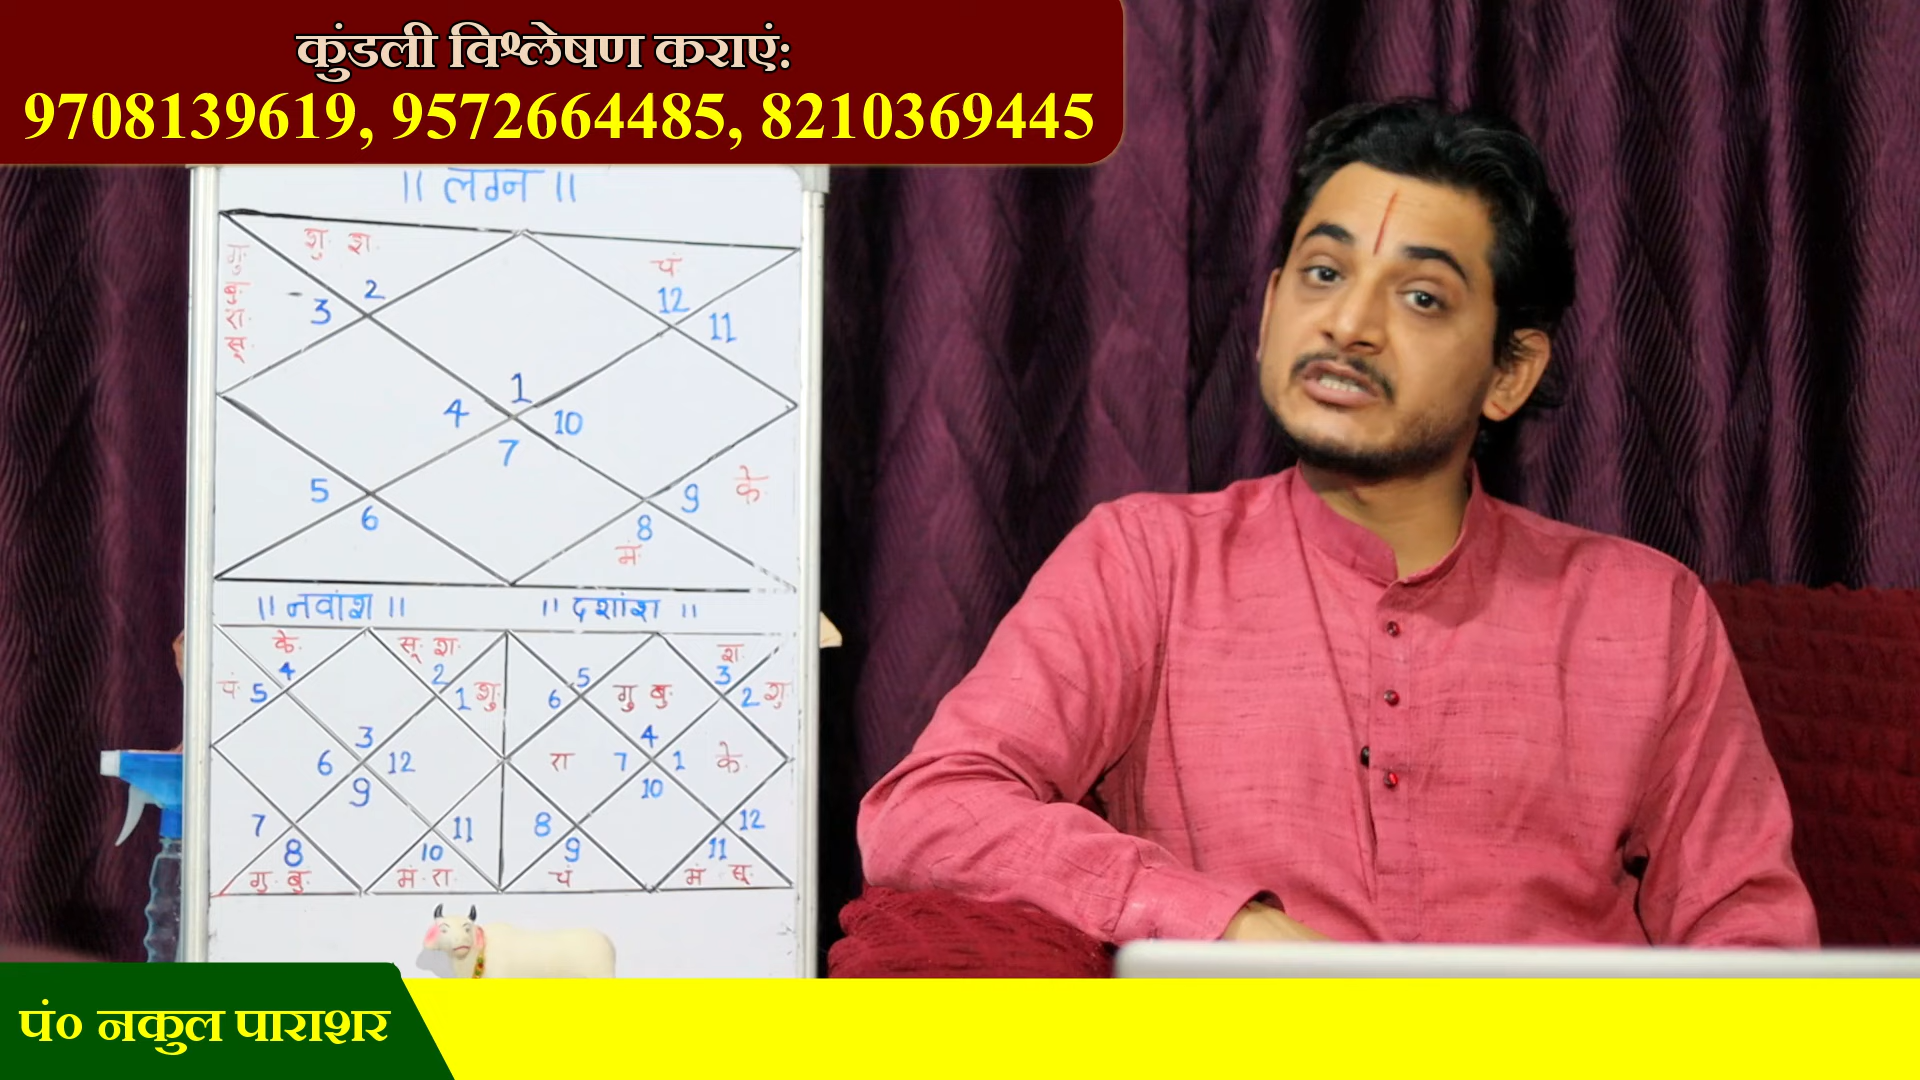 कुंडली विश्लेषण कराएं:
9708139619, 9572664485, 8210369445
|| लग्न ||
शु. श.
गु.
बु.
रा.
सू.
2
3
चं
12
11
1
4
10
7
5
6
9
के.
8
मं.
|| नवांश ||
|| दशांश ||
के.
4
चं.
5
सू. श.
2
1 शु.
3
6
12
9
7
8
गु. बु.
11
10
मं. रा.
5
6
गु. बु.
श.
3
2 शु.
4
रा
7
1
के.
10
8
9
चं
12
11
मं सू.
पं० नकुल पाराशर